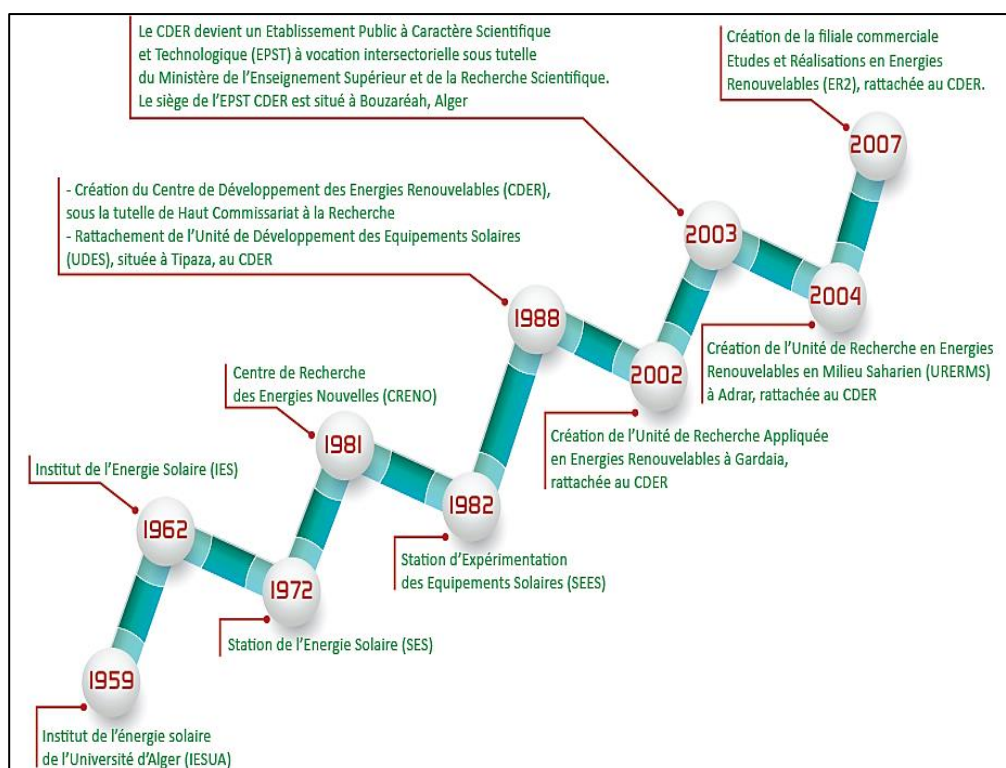 Le CDER devient un Etablissement Public à Caractère Scientifique
et Technologique (EPST) à vocation intersectorielle sous tutelle
du Ministère de l'Enseignement Supérieur et de la Recherche Scientifique.
Le siège de l'EPST CDER est situé à Bouzaréah, Alger
Création de la filiale commerciale
Etudes et Réalisations en Energies
Renouvelables (ER2), rattachée au CDER.
2007
- Création du Centre de Développement des Energies Renouvelables (CDER),
sous la tutelle de Haut Commissariat à la Recherche
- Rattachement de l'Unité de Développement des Equipements Solaires
(UDES), située à Tipaza, au CDER
2003
2004
1988
Création de l'Unité de Recherche en Energies
Renouvelables en Milieu Saharien (URERMS)
à Adrar, rattachée au CDER
2002
Centre de Recherche
des Energies Nouvelles (CRENO)
1981
Création de l'Unité de Recherche Appliquée
en Energies Renouvelables à Gardaia,
rattachée au CDER
Institut de l'Energie Solaire (IES)
1962
1982
Station d'Expérimentation
des Equipements Solaires (SEES)
1972
Station de l'Energie Solaire (SES)
1959
Institut de l'énergie solaire
de l'Université d'Alger (IESUA)